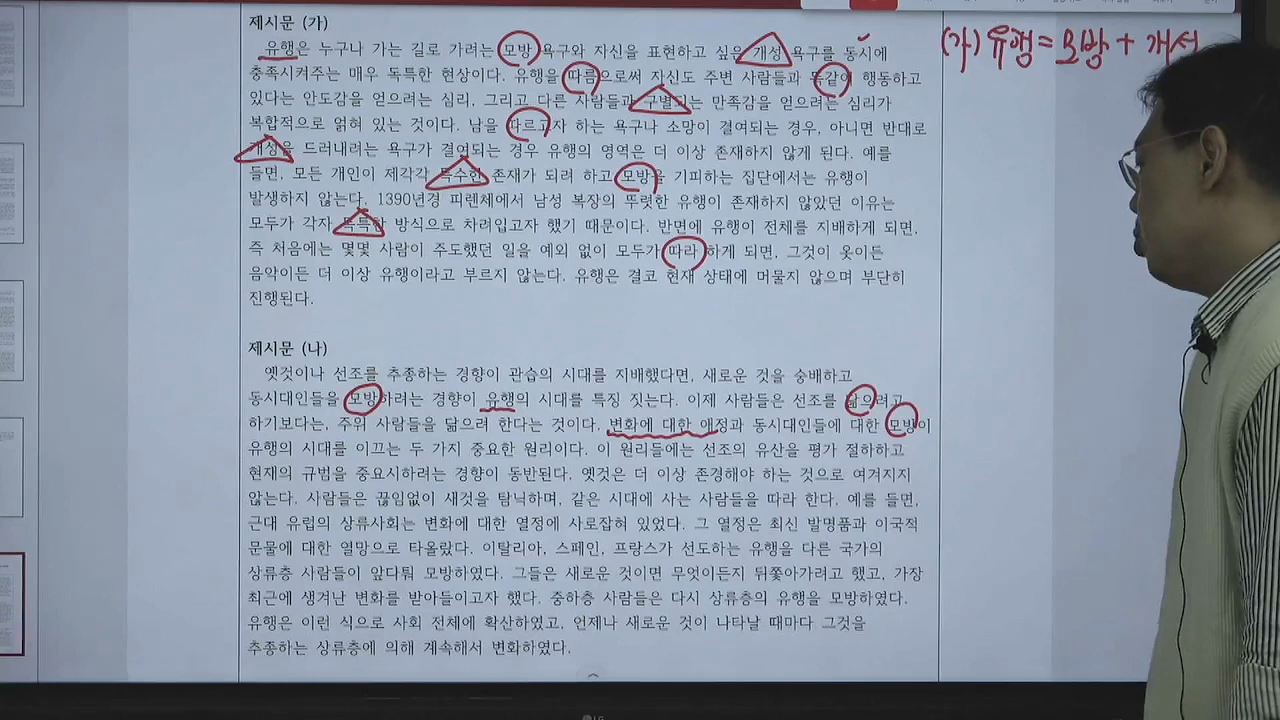 제시문 (가)
유행은 누구나 가는 길로 가려는 모방 욕구와 자신을 표현하고 싶은 개성 욕구를 동시에
충족시켜주는 매우 독특한 현상이다. 유행을 따름으로써 자신도 주변 사람들과 똑같이 행동하고
있다는 안도감을 얻으려는 심리, 그리고 다른 사람들과 구별되는 만족감을 얻으려는 심리가
복합적으로 얽혀 있는 것이다. 남을 따르고자 하는 욕구나 소망이 결여되는 경우, 아니면 반대로
개성을 드러내려는 욕구가 결여되는 경우 유행의 영역은 더 이상 존재하지 않게 된다. 예를
들면, 모든 개인이 제각각 특수한 존재가 되려 하고 모방을 기피하는 집단에서는 유행이
발생하지 않는다. 1390년경 피렌체에서 남성 복장의 뚜렷한 유행이 존재하지 않았던 이유는
모두가 각자 독특한 방식으로 차려입고자 했기 때문이다. 반면에 유행이 전체를 지배하게 되면,
즉 처음에는 몇몇 사람이 주도했던 일을 예외 없이 모두가 따라 하게 되면, 그것이 옷이든
음악이든 더 이상 유행이라고 부르지 않는다. 유행은 결코 현재 상태에 머물지 않으며 부단히
진행된다.
(가) 유행 = 모방 + 개성
제시문 (나)
옛것이나 선조를 추종하는 경향이 관습의 시대를 지배했다면, 새로운 것을 숭배하고
동시대인들을 모방하려는 경향이 유행의 시대를 특징 짓는다. 이제 사람들은 선조를 닮으려고
하기보다는, 주위 사람들을 닮으려 한다는 것이다. 변화에 대한 애정과 동시대인들에 대한 모방이
유행의 시대를 이끄는 두 가지 중요한 원리이다. 이 원리들에는 선조의 유산을 평가 절하하고
현재의 규범을 중요시하려는 경향이 동반된다. 옛것은 더 이상 존경해야 하는 것으로 여겨지지
않는다. 사람들은 끊임없이 새것을 탐닉하며, 같은 시대에 사는 사람들을 따라 한다. 예를 들면,
근대 유럽의 상류사회는 변화에 대한 열정에 사로잡혀 있었다. 그 열정은 최신 발명품과 이국적
문물에 대한 열망으로 타올랐다. 이탈리아, 스페인, 프랑스가 선도하는 유행을 다른 국가의
상류층 사람들이 앞다퉈 모방하였다. 그들은 새로운 것이면 무엇이든지 뒤쫓아가려고 했고, 가장
최근에 생겨난 변화를 받아들이고자 했다. 중하층 사람들은 다시 상류층의 유행을 모방하였다.
유행은 이런 식으로 사회 전체에 확산하였고, 언제나 새로운 것이 나타날 때마다 그것을
추종하는 상류층에 의해 계속해서 변화하였다.
LG